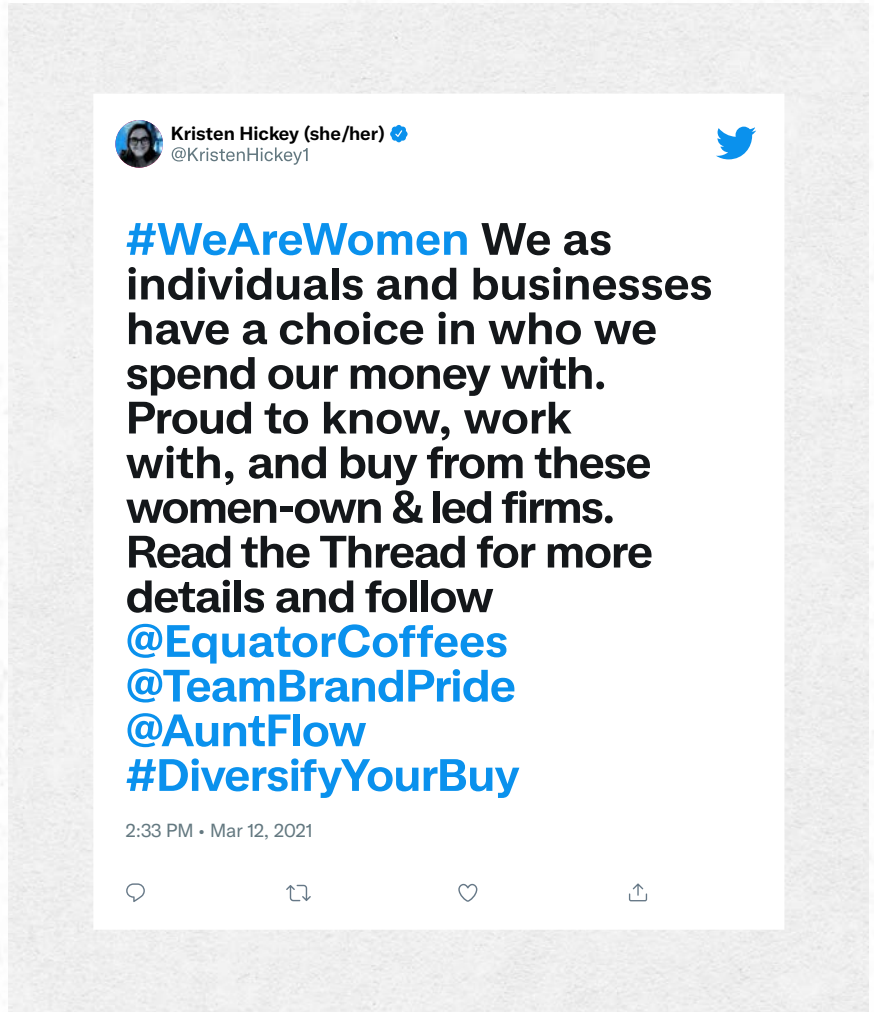 Kristen Hickey (she/her)
@KristenHickey1
#WeAreWomen We as
individuals and businesses
have a choice in who we
spend our money with.
Proud to know, work
with, and buy from these
women-own & led firms.
Read the Thread for more
details and follow
@EquatorCoffees
@TeamBrandPride
@AuntFlow
#DiversifyYourBuy
2:33 PM • Mar 12, 2021